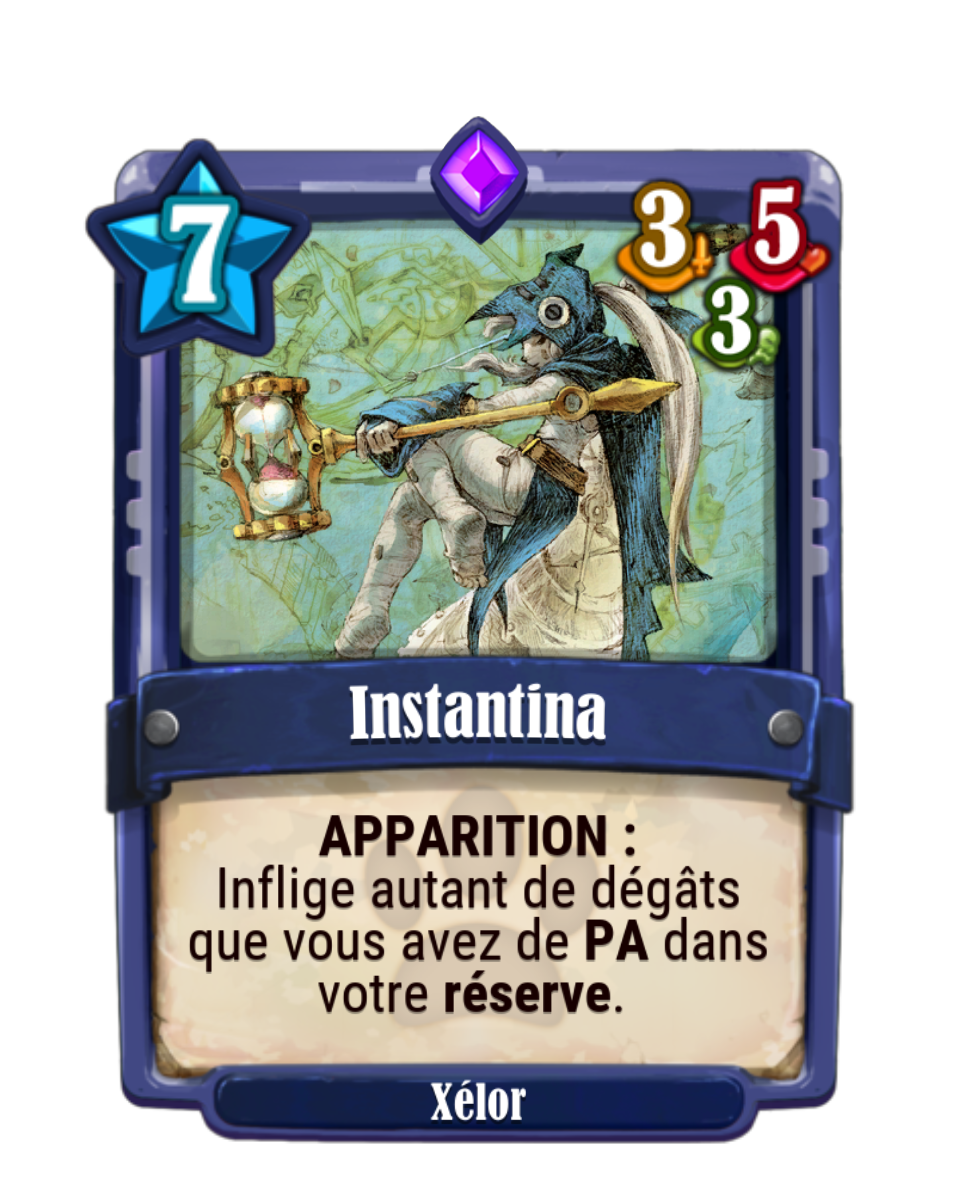 7
3
5
3
Instantina
APPARITION :
Inflige autant de dégâts
que vous avez de PA dans
votre réserve.
Xélor